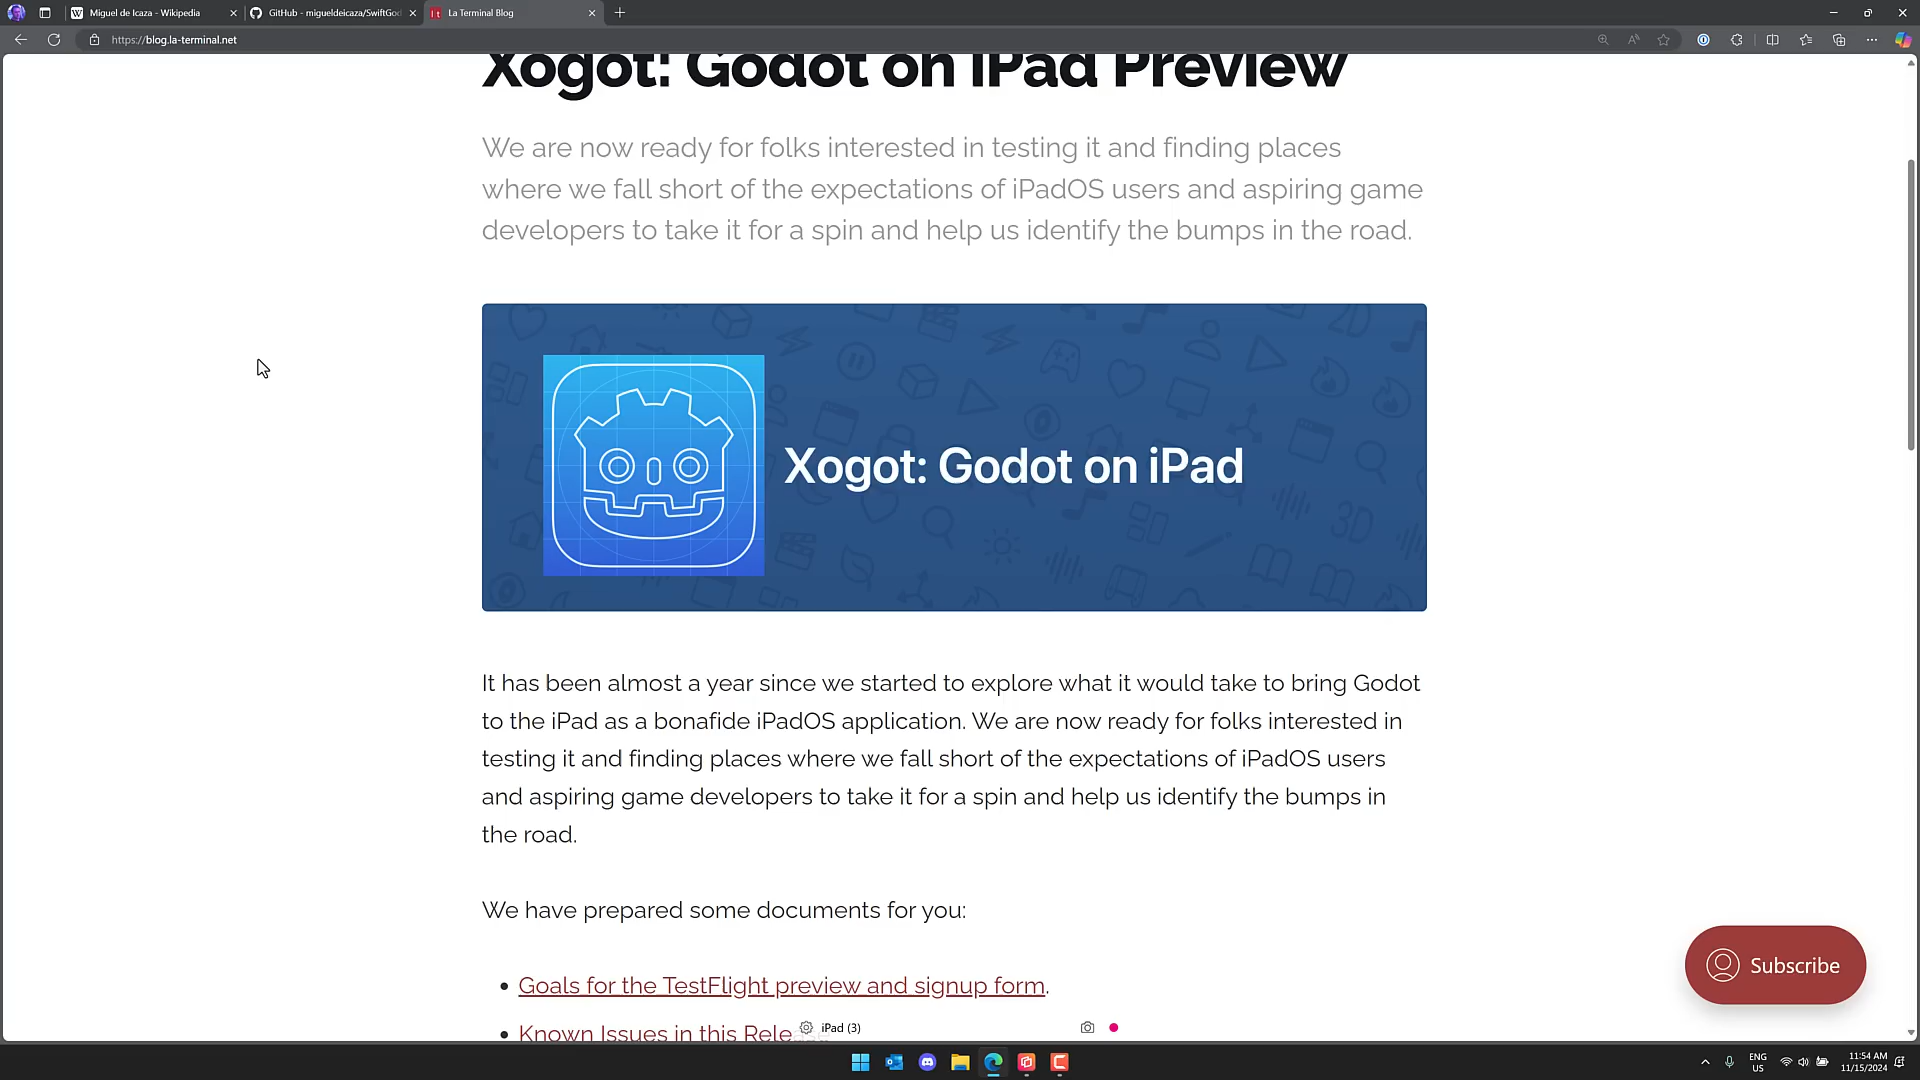 Miguel de Icaza - Wikipedia
GitHub - migueldeicaza/SwiftGod
La Terminal Blog
https://blog.la-terminal.net
Xogot: Godot on iPad Preview
We are now ready for folks interested in testing it and finding places
where we fall short of the expectations of iPadOS users and aspiring game
developers to take it for a spin and help us identify the bumps in the road.
Xogot: Godot on iPad
It has been almost a year since we started to explore what it would take to bring Godot
to the iPad as a bonafide iPadOS application. We are now ready for folks interested in
testing it and finding places where we fall short of the expectations of iPadOS users
and aspiring game developers to take it for a spin and help us identify the bumps in
the road.
We have prepared some documents for you:
• Goals for the TestFlight preview and signup form.
• Known Issues in this Rele
iPad (3)
Subscribe
ENG
US
11:54 AM
11/15/2024